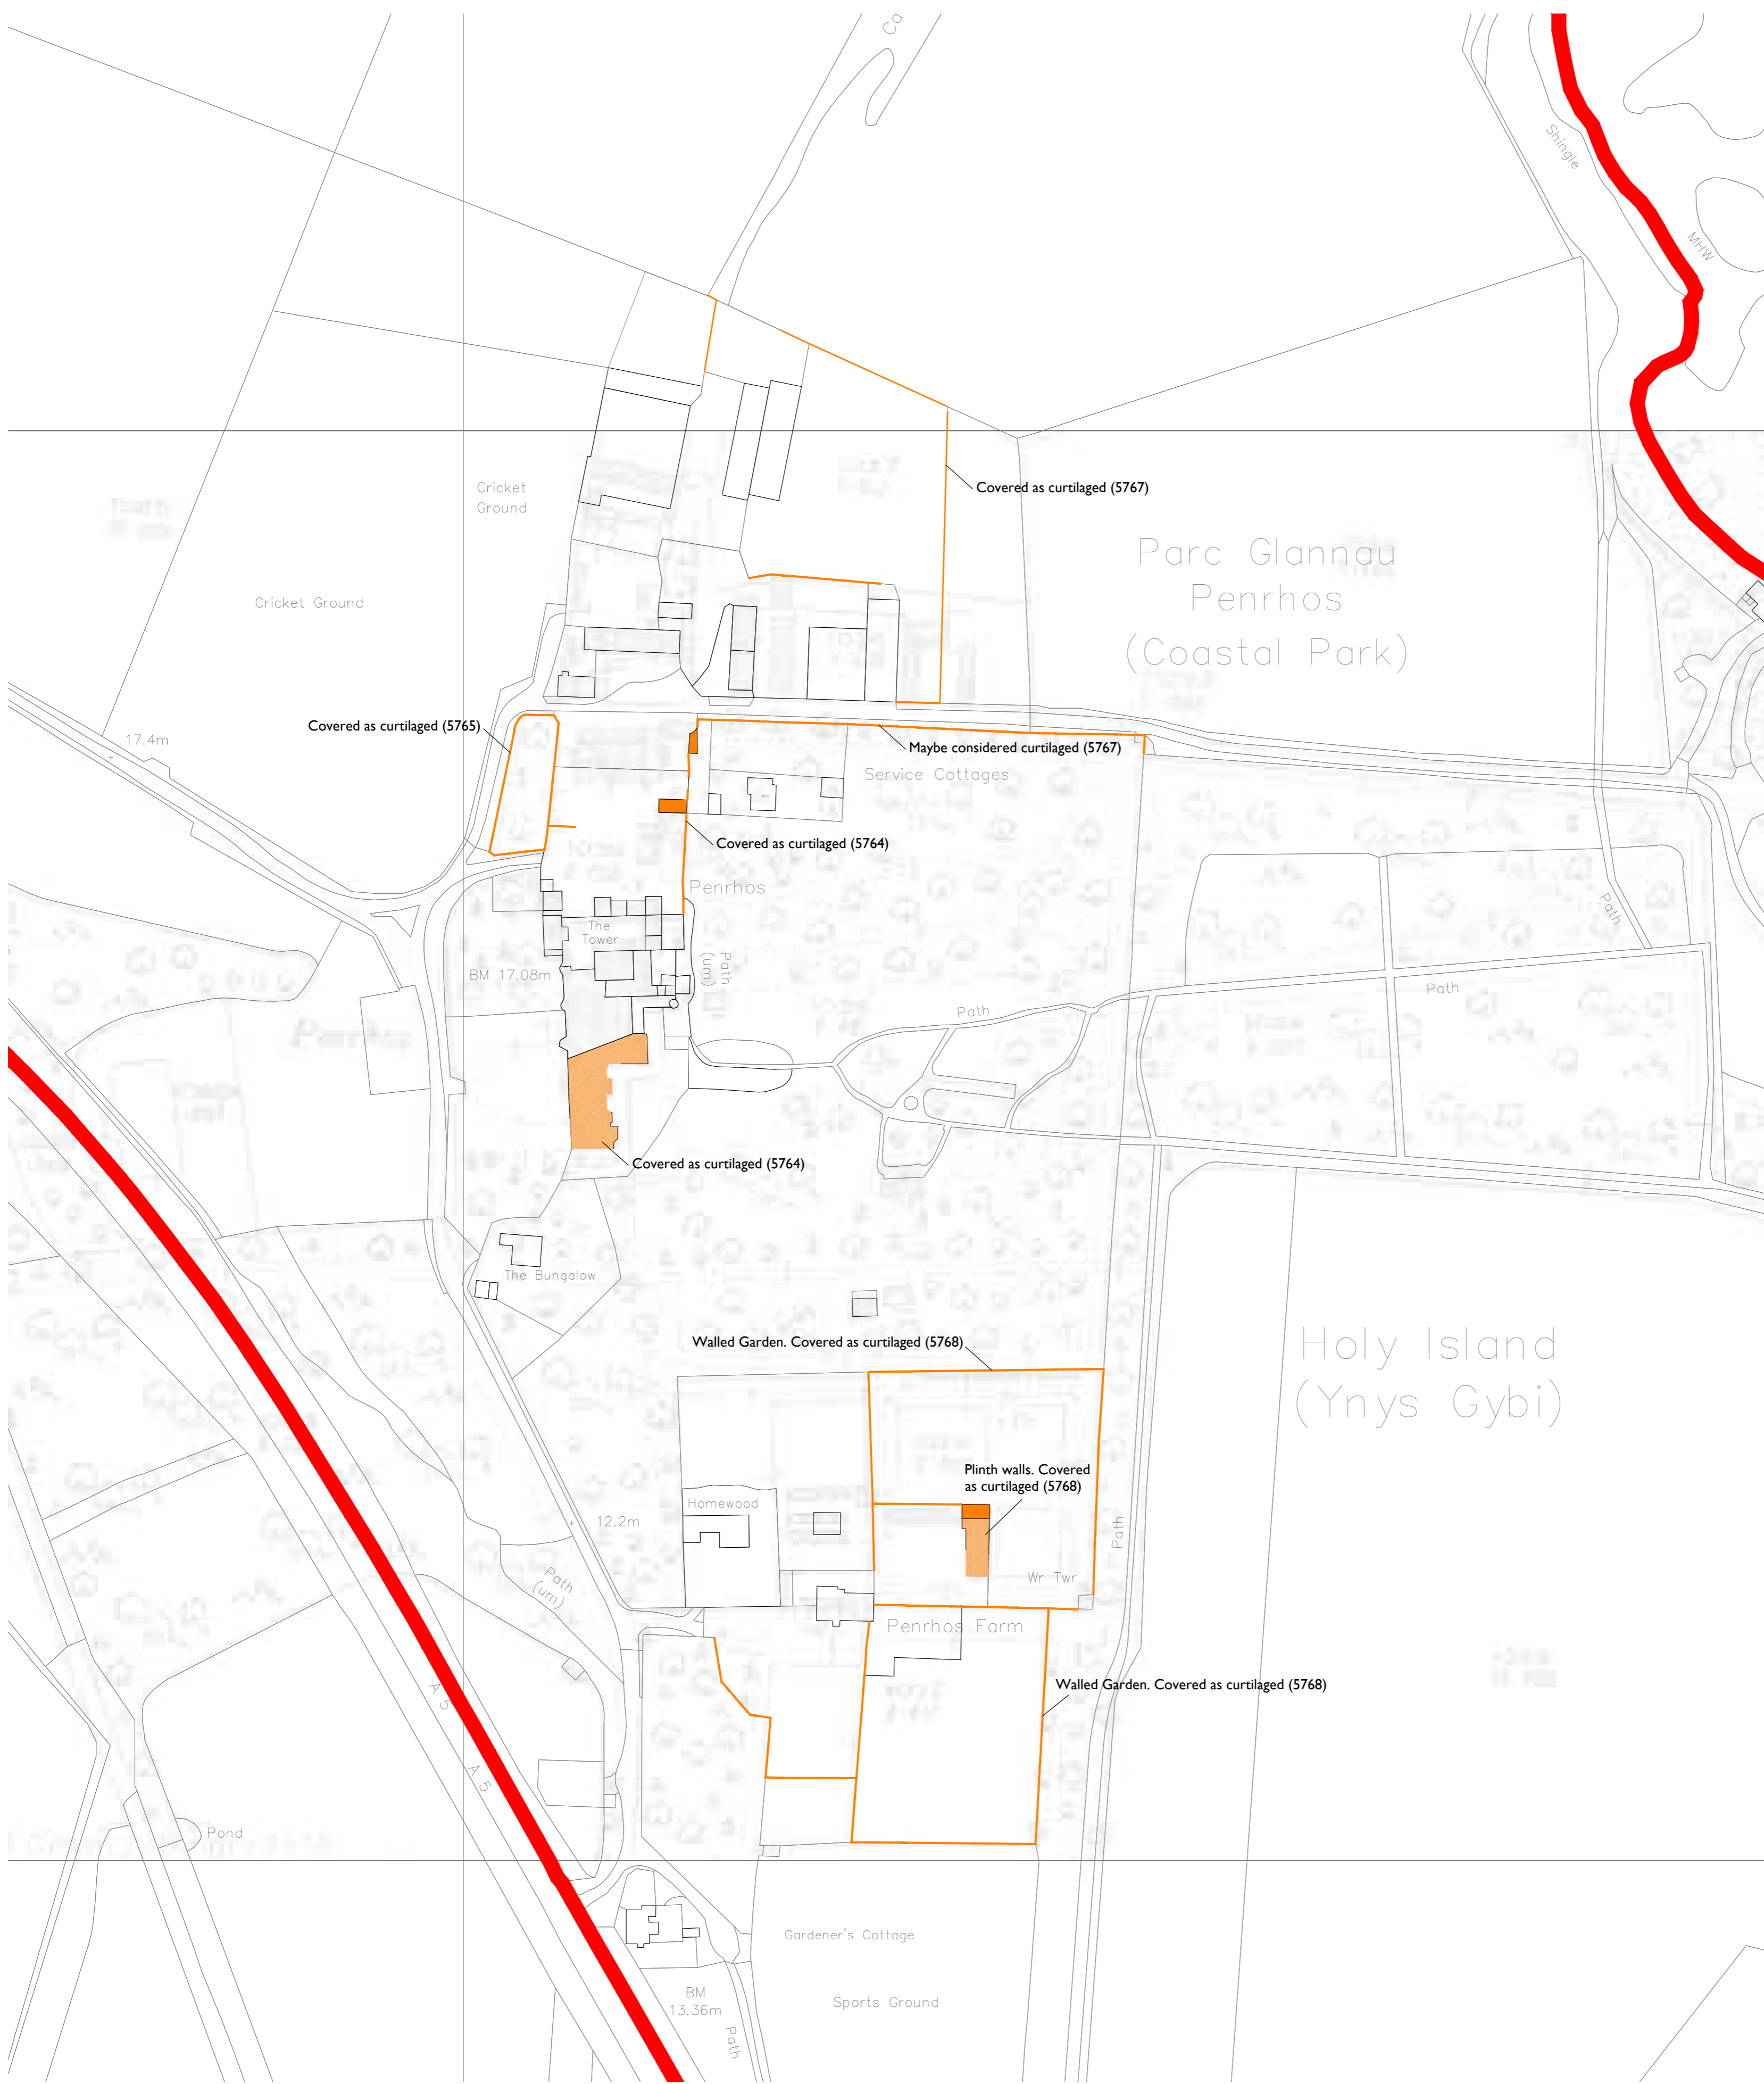 Ca
Shingle
MHW
Cricket
Ground
Covered as curtilaged (5767)
Parc Glannau
Penrhos
(Coastal Park)
Cricket Ground
Covered as curtilaged (5765)
17.4m
Maybe considered curtilaged (5767)
Service Cottages
Covered as curtilaged (5764)
Penrhos
The
Tower
Path
(um)
BM 17.08m
Path
Path
Path
Covered as curtilaged (5764)
The Bungalow
Walled Garden. Covered as curtilaged (5768)
Holy Island
(Ynys Gybi)
Plinth walls. Covered
as curtilaged (5768)
Homewood
12.2m
Path
Path
(um)
Wr Twr
Penrhos Farm
Walled Garden. Covered as curtilaged (5768)
A 5
A 5
Pond
Gardener's Cottage
BM
13.36m
Sports Ground
Path